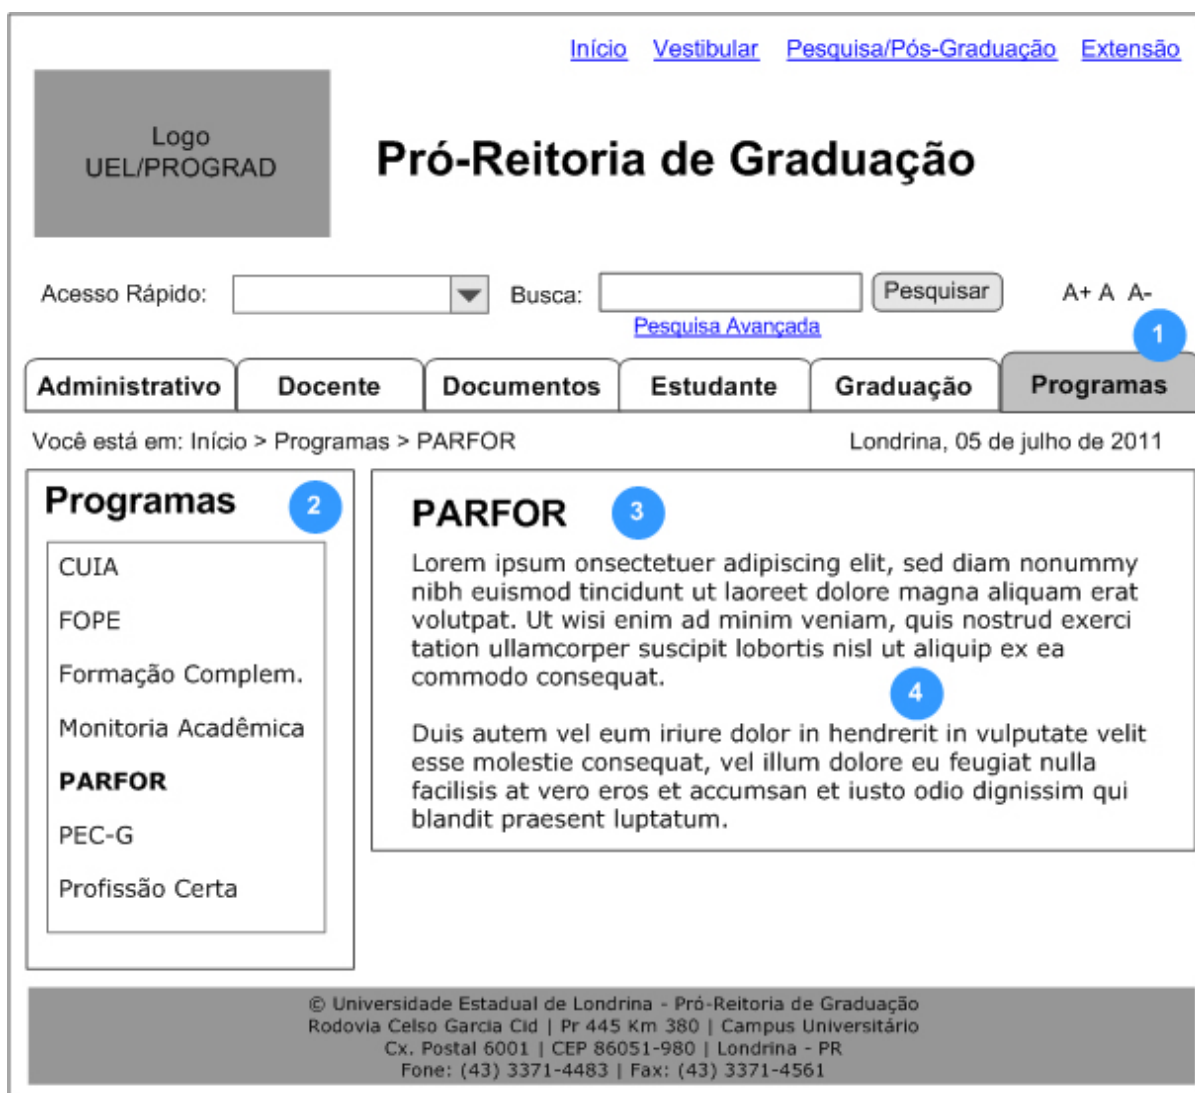 Início Vestibular Pesquisa/Pós-Graduação Extensão
Logo
UEL/PROGRAD
Pró-Reitoria de Graduação
Acesso Rápido: Busca: Pesquisar A+ A A-
Pesquisa Avançada
1
Administrativo Docente Documentos Estudante Graduação Programas
Você está em: Início > Programas > PARFOR Londrina, 05 de julho de 2011
Programas 2
CUIA
FOPE
Formação Complem.
Monitoria Acadêmica
PARFOR
PEC-G
Profissão Certa
PARFOR 3
Lorem ipsum onsectetuer adipiscing elit, sed diam nonummy
nibh euismod tincidunt ut laoreet dolore magna aliquam erat
volutpat. Ut wisi enim ad minim veniam, quis nostrud exerci
tation ullamcorper suscipit lobortis nisl ut aliquip ex ea
commodo consequat.
4
Duis autem vel eum iriure dolor in hendrerit in vulputate velit
esse molestie consequat, vel illum dolore eu feugiat nulla
facilisis at vero eros et accumsan et iusto odio dignissim qui
blandit praesent luptatum.
© Universidade Estadual de Londrina - Pró-Reitoria de Graduação
Rodovia Celso Garcia Cid | Pr 445 Km 380 | Campus Universitário
Cx. Postal 6001 | CEP 86051-980 | Londrina - PR
Fone: (43) 3371-4483 | Fax: (43) 3371-4561